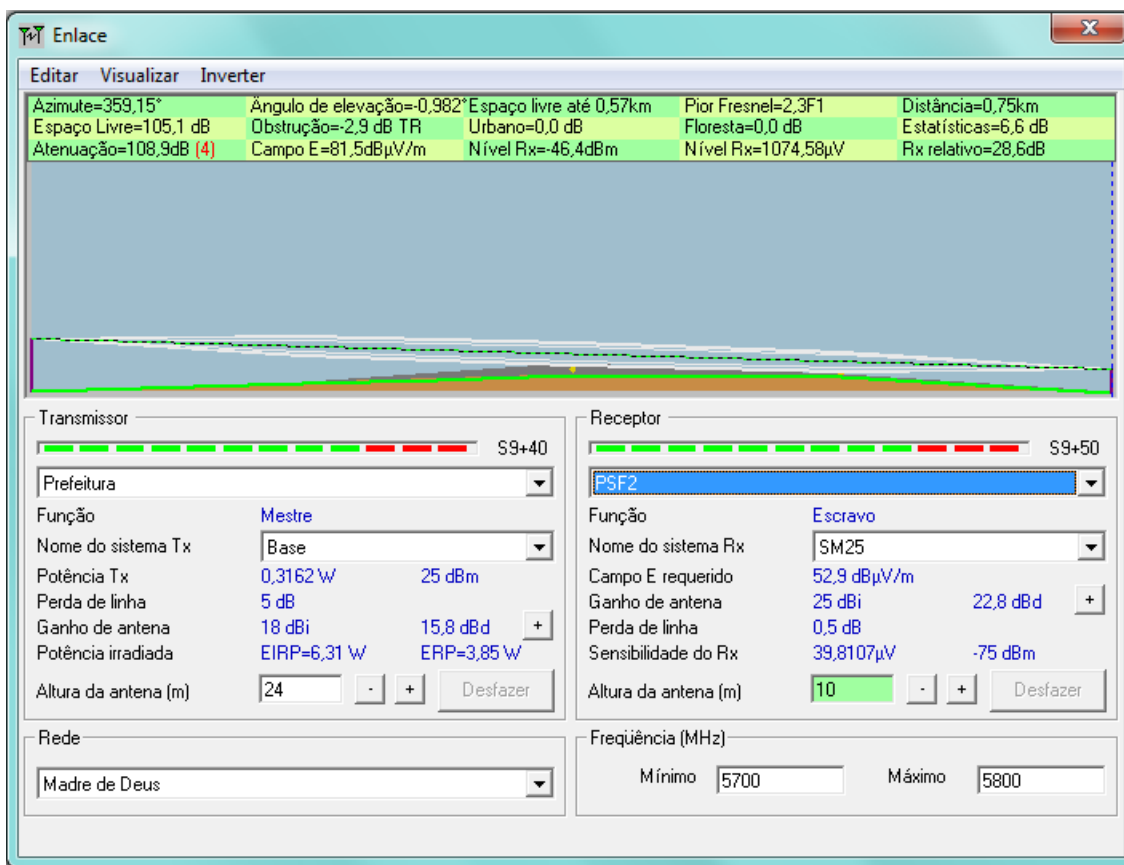 Enlace
Editar Visualizar Inverter
Azimute=359,15° Ângulo de elevação=-0,982° Espaço livre até 0,57km Pior Fresnel=2,3F1 Distância=0,75km
Espaço Livre=105,1 dB Obstrução=-2,9 dB TR Urbano=0,0 dB Floresta=0,0 dB Estatísticas=6,6 dB
Atenuação=108,9dB (4) Campo E=81,5dBµV/m Nível Rx=-46,4dBm Nível Rx=1074,58µV Rx relativo=28,6dB
Transmissor
S9+40
Prefeitura
Função Mestre
Nome do sistema Tx Base
Potência Tx 0,3162 W 25 dBm
Perda de linha 5 dB
Ganho de antena 18 dBi 15,8 dBd +
Potência irradiada EIRP=6,31 W ERP=3,85 W
Altura da antena (m) 24 - + Desfazer
Rede
Madre de Deus
Receptor
S9+50
PSF2
Função Escravo
Nome do sistema Rx SM25
Campo E requerido 52,9 dBµV/m
Ganho de antena 25 dBi 22,8 dBd +
Perda de linha 0,5 dB
Sensibilidade do Rx 39,8107µV -75 dBm
Altura da antena (m) 10 - + Desfazer
Freqüência (MHz)
Mínimo 5700 Máximo 5800